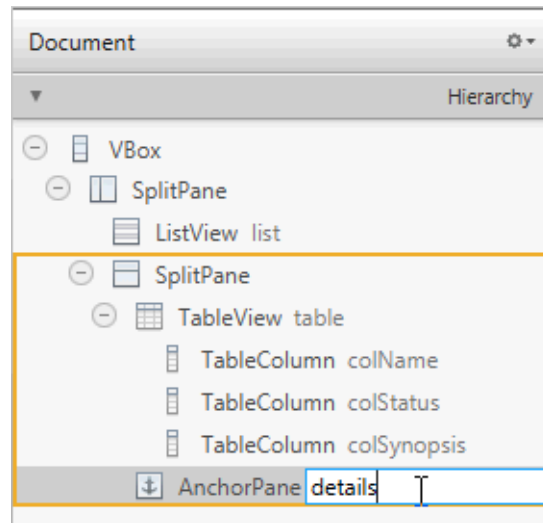 Document
Hierarchy
VBox
SplitPane
ListView list
SplitPane
TableView table
TableColumn colName
TableColumn colStatus
TableColumn colSynopsis
AnchorPane details